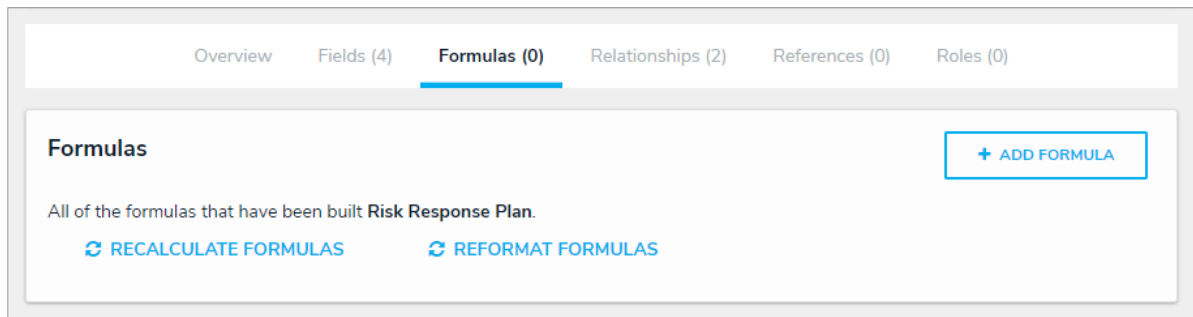 Overview Fields (4) Formulas (0) Relationships (2) References (0) Roles (0)
Formulas
+ ADD FORMULA
All of the formulas that have been built Risk Response Plan.
RECALCULATE FORMULAS REFORMAT FORMULAS